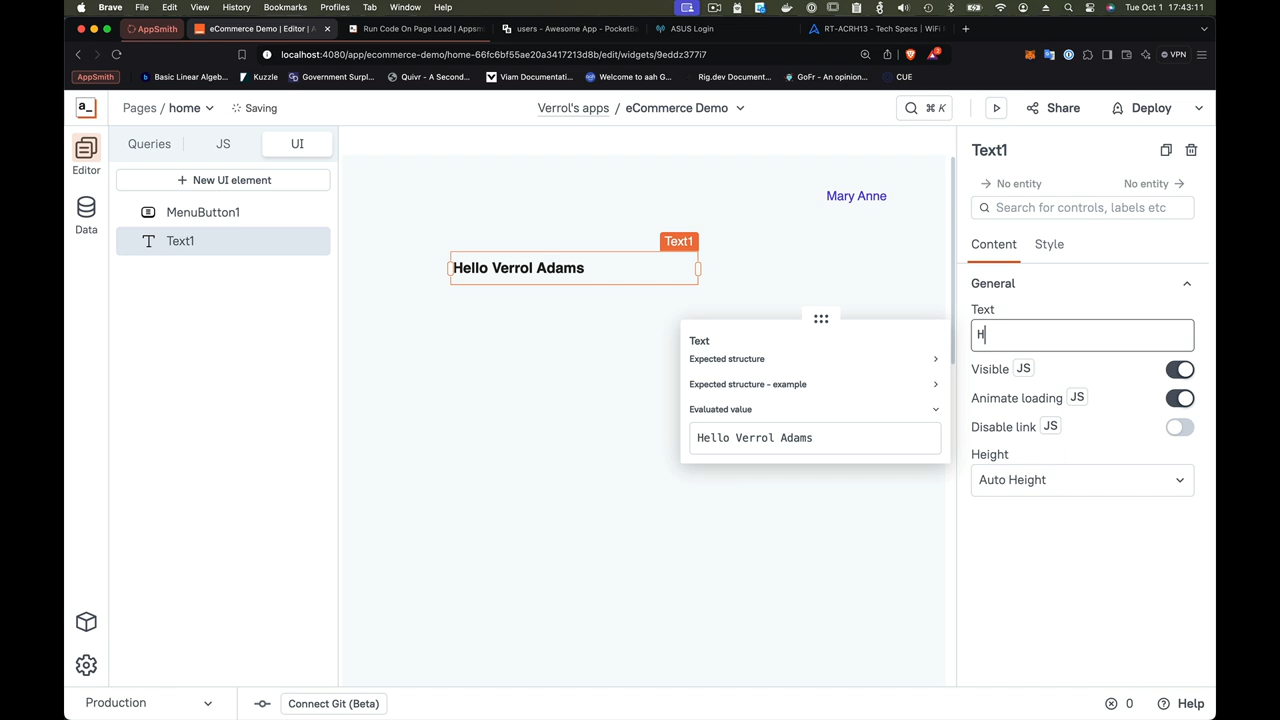 Brave File Edit View History Bookmarks Profiles Tab Window Help
Tue Oct 1 17:43:11
AppSmith
eCommerce Demo | Editor | A
Run Code On Page Load | Appsm
users - Awesome App - PocketBa
ASUS Login
RT-ACRH13 - Tech Specs | WiFi R
localhost:4080/app/ecommerce-demo/home-66fc6bf55ae20a3417213d8b/edit/widgets/9eddz377i7
VPN
AppSmith
Basic Linear Algeb...
Kuzzle
Government Surpl...
Quivr - A Second...
Viam Documentati...
Welcome to aah G...
Rig.dev Document...
GoFr - An opinion...
CUE
a_
Pages / home
Saving
Verrol's apps / eCommerce Demo
⌘ K
Share
Deploy
Editor
Data
Queries JS UI
+ New UI element
MenuButton1
Text1
Mary Anne
Text1
Hello Verrol Adams
Text
Expected structure
Expected structure - example
Evaluated value
Hello Verrol Adams
Text1
No entity
No entity
Search for controls, labels etc
Content Style
General
Text
H
Visible JS
Animate loading JS
Disable link JS
Height
Auto Height
Production
Connect Git (Beta)
0
Help